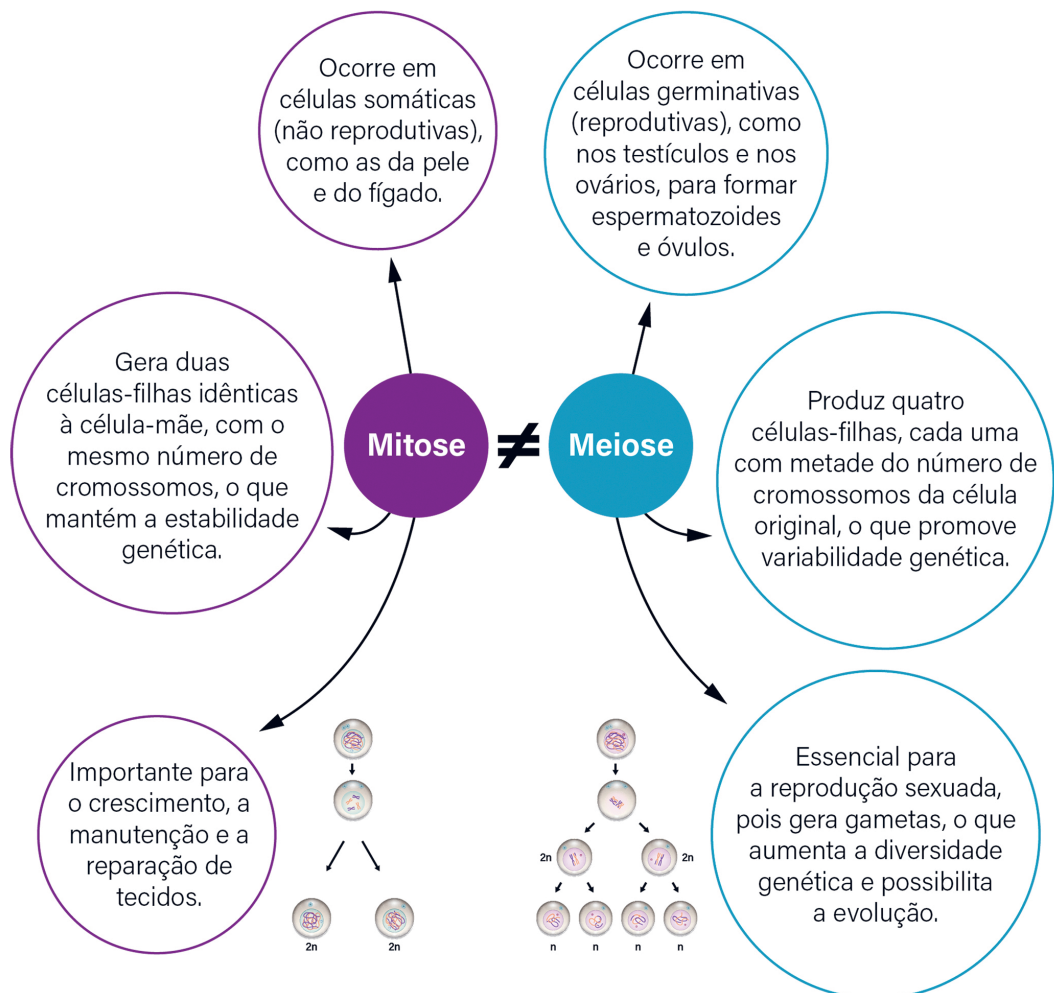 Ocorre em
células somáticas
(não reprodutivas),
como as da pele
e do fígado.
Ocorre em
células germinativas
(reprodutivas), como
nos testículos e nos
ovários, para formar
espermatozoides
e óvulos.
Gera duas
células-filhas idênticas
à célula-mãe, com o
mesmo número de
cromossomos, o que
mantém a estabilidade
genética.
Mitose ≠ Meiose
Produz quatro
células-filhas, cada uma
com metade do número de
cromossomos da célula
original, o que promove
variabilidade genética.
Importante para
o crescimento, a
manutenção e a
reparação de
tecidos.
2n 2n
2n 2n
n n n n
Essencial para
a reprodução sexuada,
pois gera gametas, o que
aumenta a diversidade
genética e possibilita
a evolução.